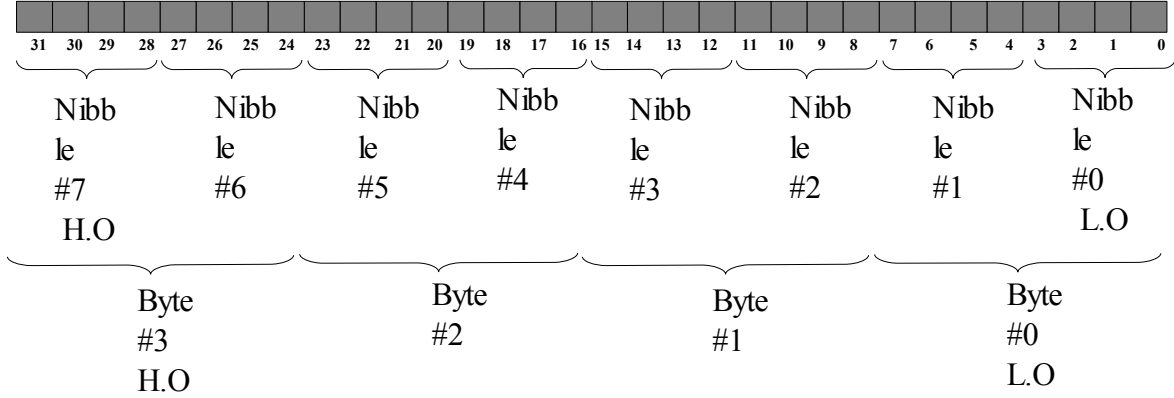 31 30 29 28 27 26 25 24 23 22 21 20 19 18 17 16 15 14 13 12 11 10 9 8 7 6 5 4 3 2 1 0
Nibb
le
#7
H.O
Nibb
le
#6
Nibb
le
#5
Nibb
le
#4
Nibb
le
#3
Nibb
le
#2
Nibb
le
#1
Nibb
le
#0
L.O
Byte
#3
H.O
Byte
#2
Byte
#1
Byte
#0
L.O